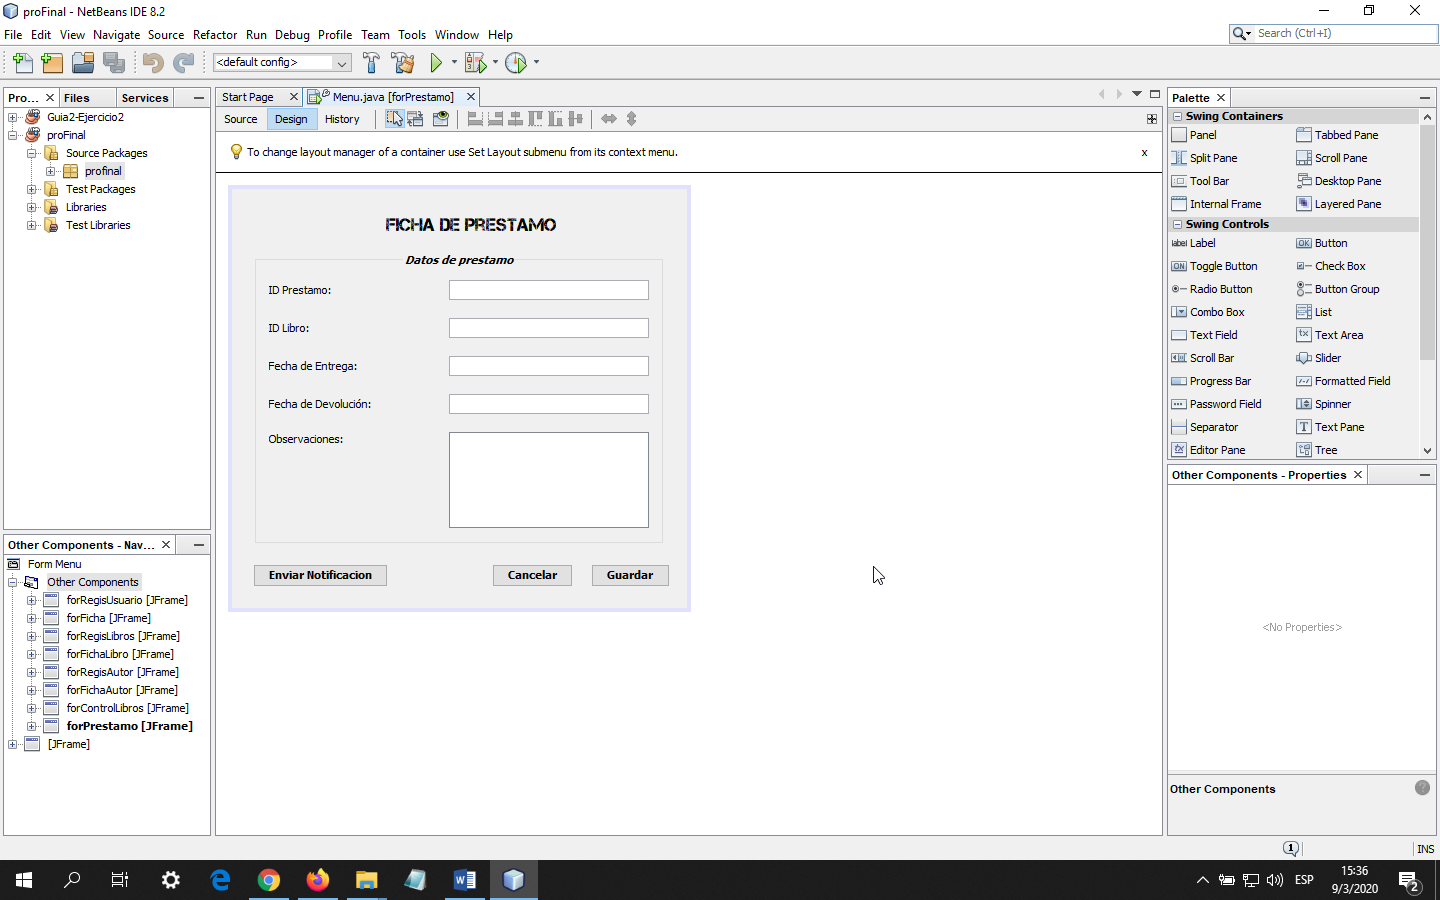 proFinal - NetBeans IDE 8.2
File Edit View Navigate Source Refactor Run Debug Profile Team Tools Window Help
Search (Ctrl+I)
<default config>
Pro... Files Services
Guia2-Ejercicio2
proFinal
Source Packages
profinal
Test Packages
Libraries
Test Libraries
Start Page Menu.java [forPrestamo]
Source Design History
To change layout manager of a container use Set Layout submenu from its context menu.
x
FICHA DE PRESTAMO
Datos de prestamo
ID Prestamo:
ID Libro:
Fecha de Entrega:
Fecha de Devolución:
Observaciones:
Enviar Notificacion Cancelar Guardar
Other Components - Nav...
Form Menu
Other Components
forRegisUsuario [JFrame]
forFicha [JFrame]
forRegisLibros [JFrame]
forFichaLibro [JFrame]
forRegisAutor [JFrame]
forFichaAutor [JFrame]
forControlLibros [JFrame]
forPrestamo [JFrame]
[JFrame]
Palette
Swing Containers
Panel Tabbed Pane
Split Pane Scroll Pane
Tool Bar Desktop Pane
Internal Frame Layered Pane
Swing Controls
label Label OK Button
ON Toggle Button Check Box
Radio Button Button Group
Combo Box List
Text Field Text Area
Scroll Bar Slider
Progress Bar Formatted Field
Password Field Spinner
Separator Text Pane
Editor Pane Tree
Other Components - Properties
<No Properties>
Other Components
1 INS
ESP
15:36
9/3/2020
2